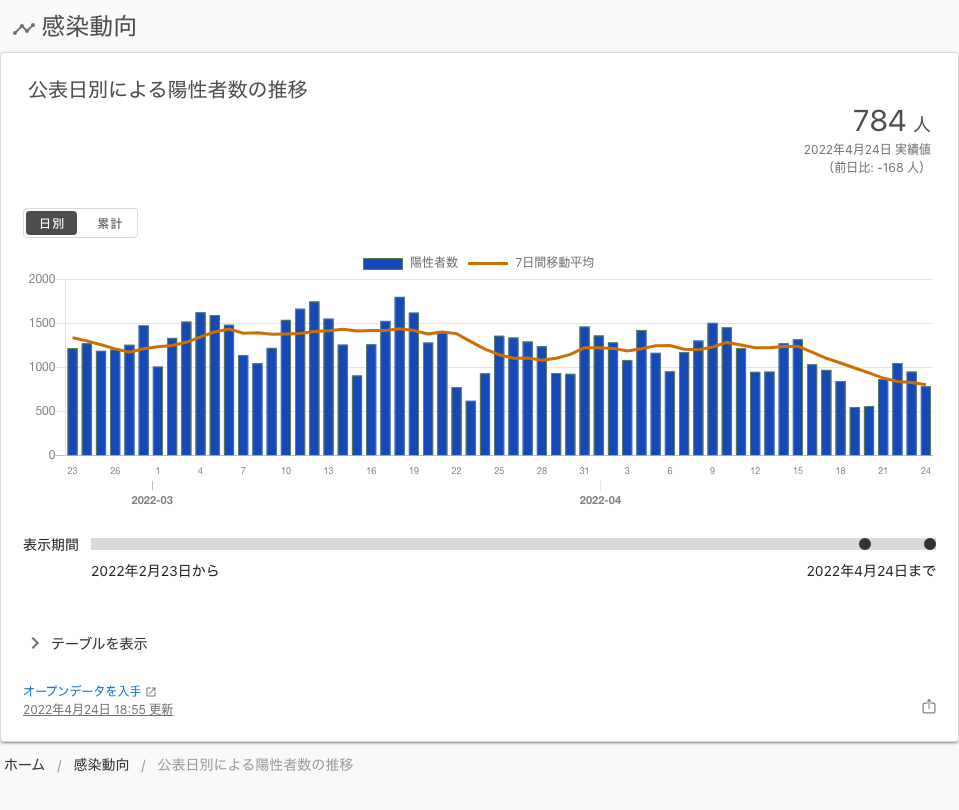 感染動向
公表日別による陽性者数の推移
784 人
2022年4月24日 実績値
（前日比: -168 人）
日別 累計
陽性者数 7日間移動平均
2000
1500
1000
500
0
23 26 1 4 7 10 13 16 19 22 25 28 31 3 6 9 12 15 18 21 24
2022-03 2022-04
表示期間
2022年2月23日から 2022年4月24日まで
テーブルを表示
オープンデータを入手
2022年4月24日 18:55 更新
ホーム / 感染動向 / 公表日別による陽性者数の推移